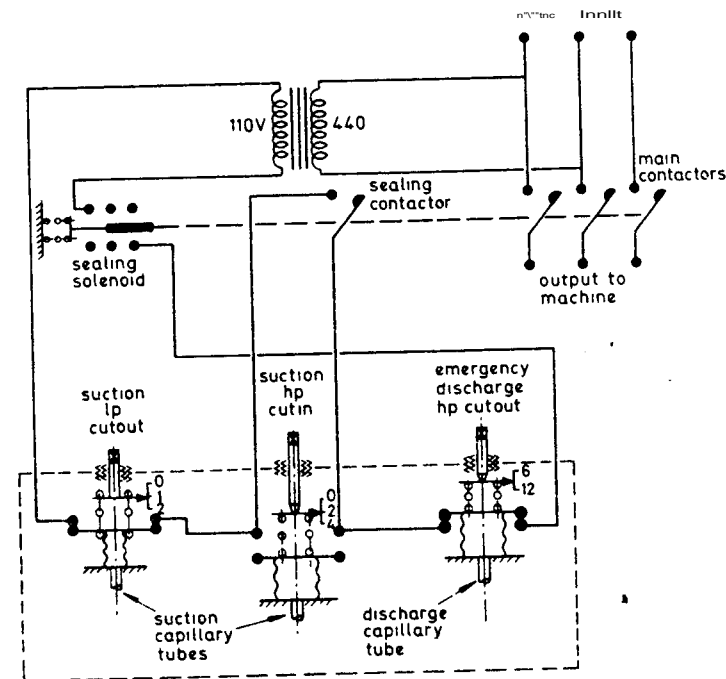 110V
440
main
contactors
sealing
contactor
sealing
solenoid
output to
machine
suction
lp
cutout
suction
hp
cutin
emergency
discharge
hp cutout
0
1
2
0
2
4
6
12
suction
capillary
tubes
discharge
capillary
tube